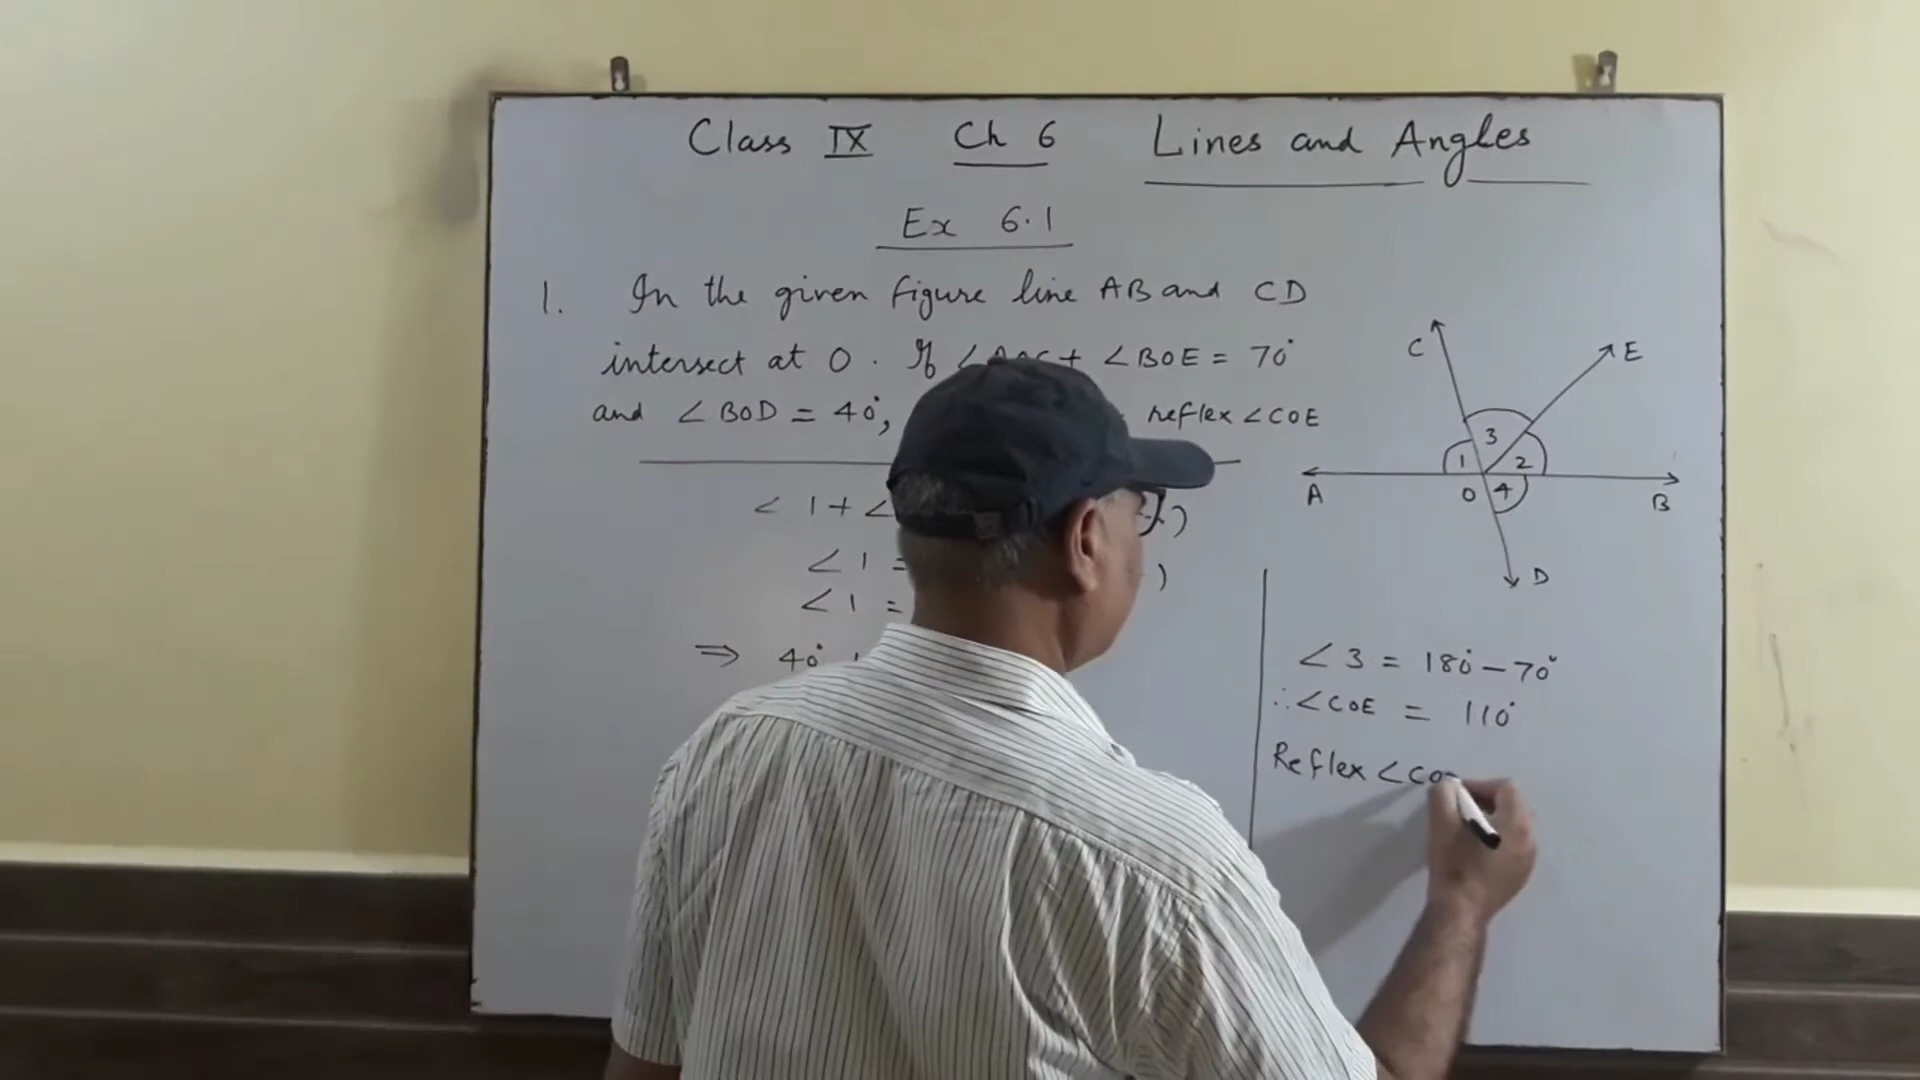 Class IX Ch 6 Lines and Angles
Ex 6.1
1. In the given figure line AB and CD
intersect at O. If ∠AOC + ∠BOE = 70°
and ∠BOD = 40°, reflex ∠COE
∠1 + ∠
∠1 =
∠1 =
⇒ 40°
C
E
3
1 2
A O 4 B
D
∠3 = 180° - 70°
∴ ∠COE = 110°
Reflex ∠CO